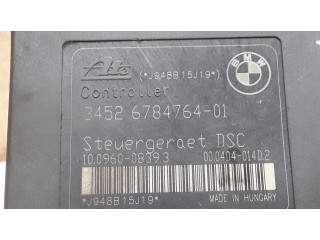 Ate (*J948B15J19*)
BMW
Controller
3452 6784764-01
Steuergeraet DSC
10.0960-0839.3 00.0404-014D.2
*J948B15J19* MADE IN HUNGARY